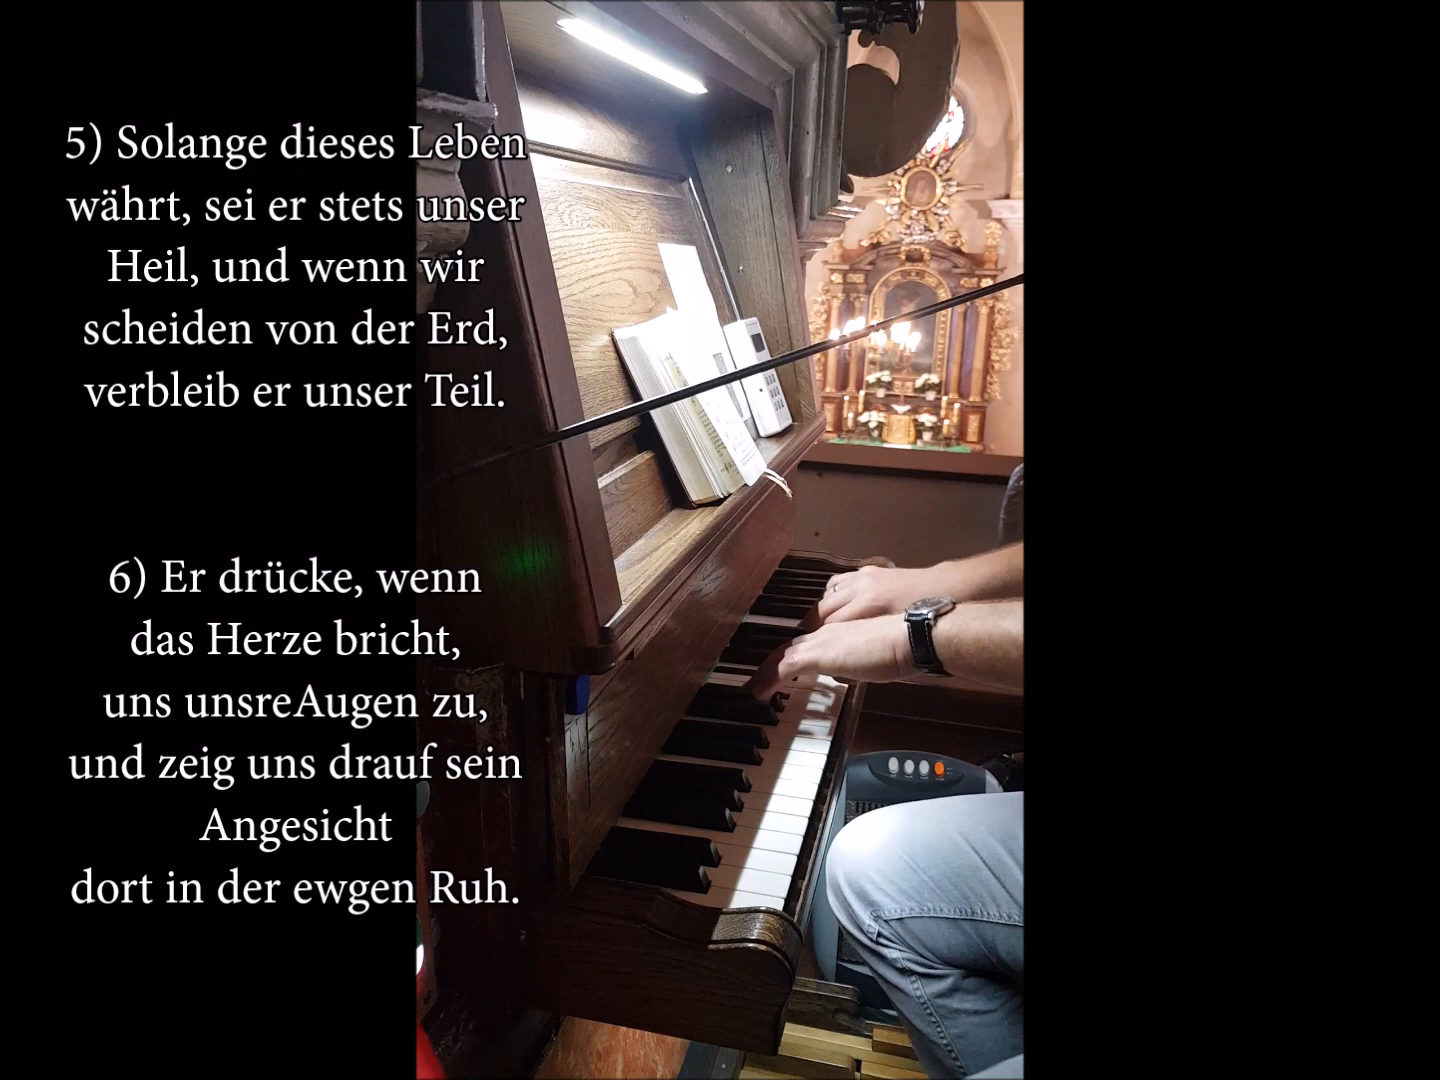 5) Solange dieses Leben
währt, sei er stets unser
Heil, und wenn wir
scheiden von der Erd,
verbleib er unser Teil.
6) Er drücke, wenn
das Herze bricht,
uns unsreAugen zu,
und zeig uns drauf sein
Angesicht
dort in der ewgen Ruh.